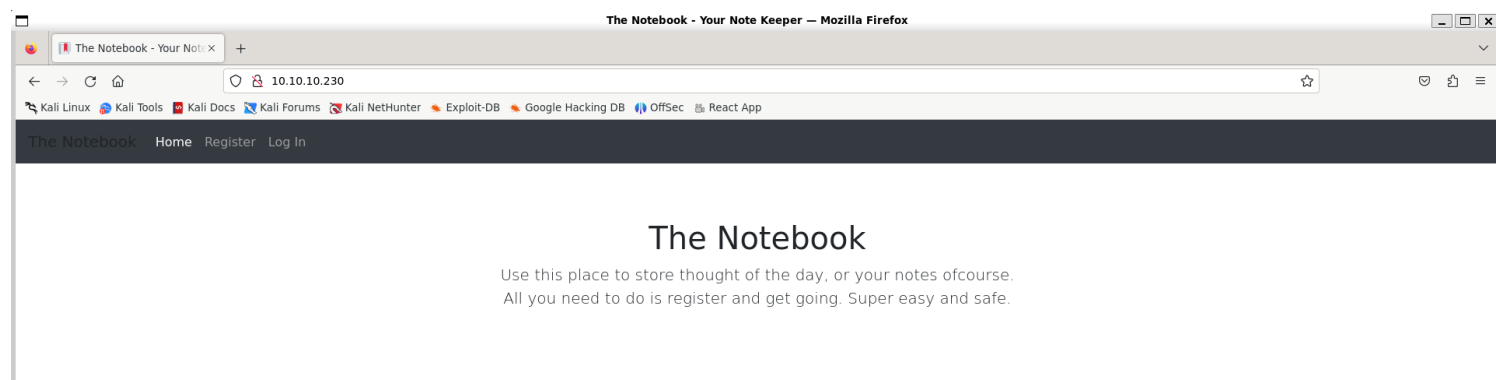 The Notebook - Your Note Keeper — Mozilla Firefox
The Notebook - Your Not
10.10.10.230
Kali Linux Kali Tools Kali Docs Kali Forums Kali NetHunter Exploit-DB Google Hacking DB OffSec React App
The Notebook Home Register Log In
The Notebook
Use this place to store thought of the day, or your notes ofcourse.
All you need to do is register and get going. Super easy and safe.